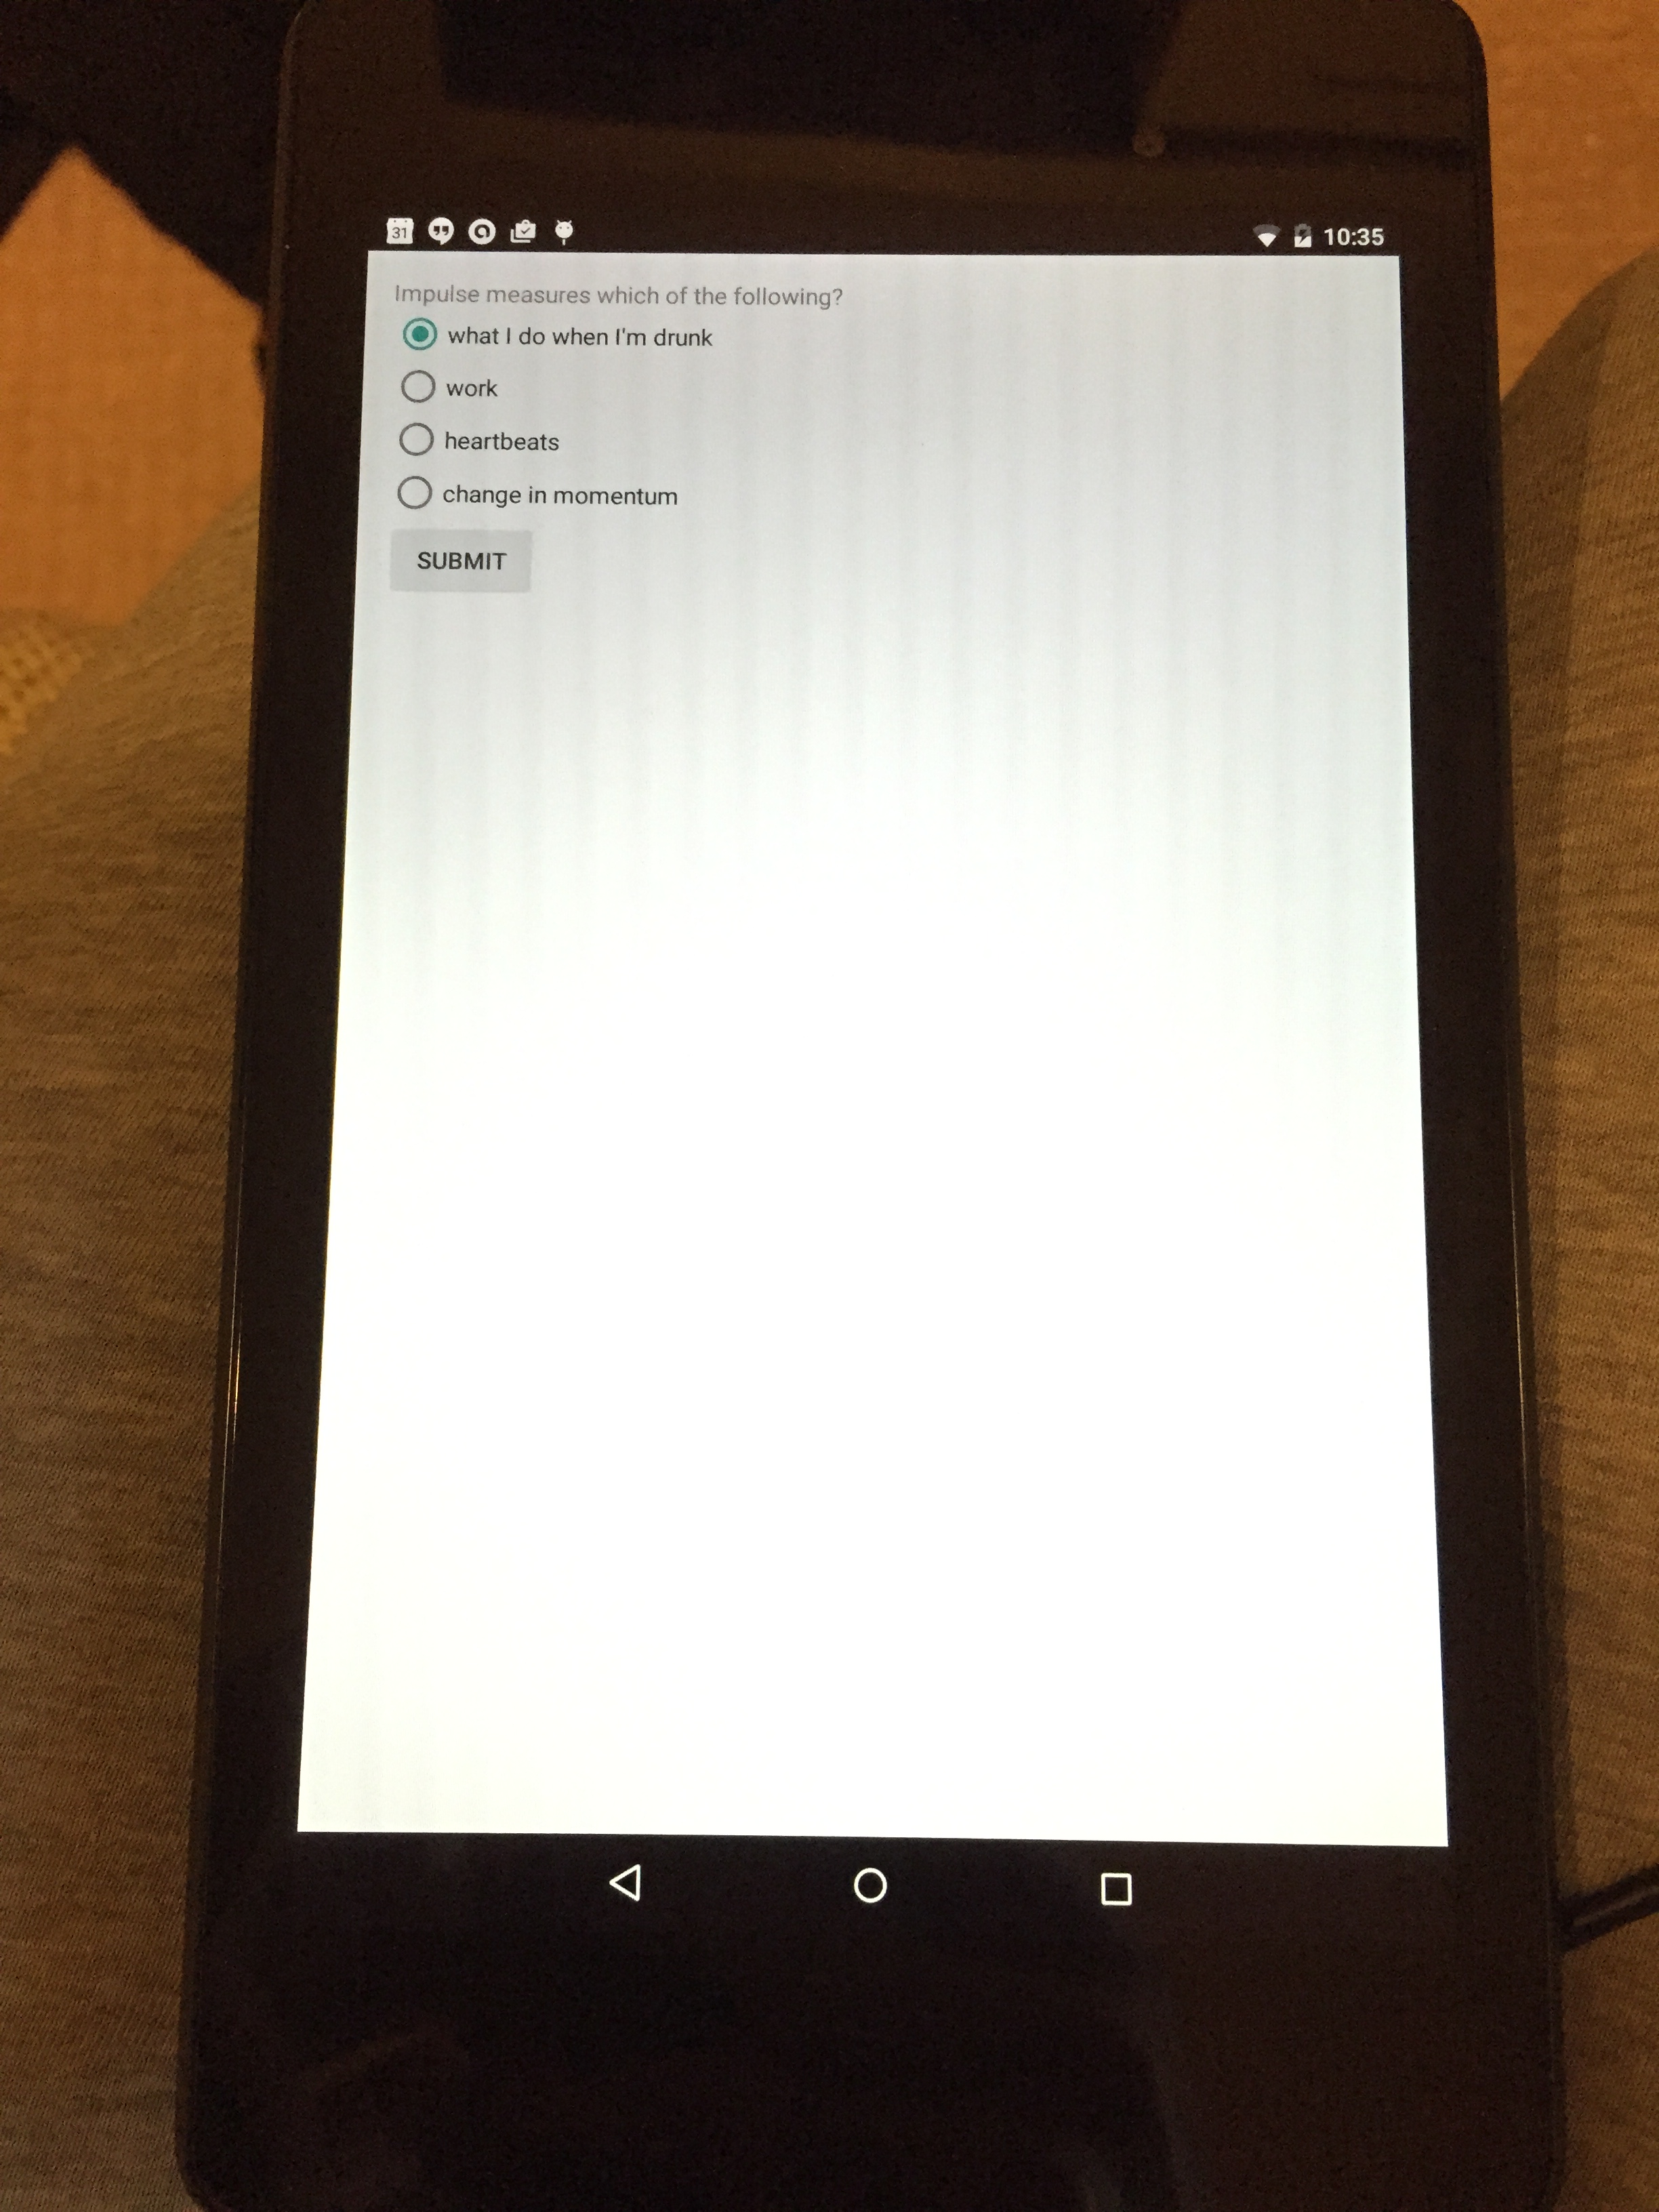 31
10:35
Impulse measures which of the following?
what I do when I'm drunk
work
heartbeats
change in momentum
SUBMIT